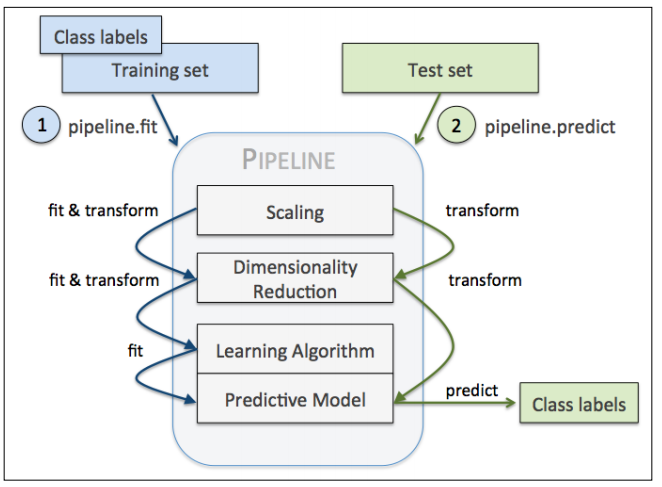 Class labels
Training set
Test set
1 pipeline.fit
2 pipeline.predict
PIPELINE
fit & transform
Scaling
transform
fit & transform
Dimensionality
Reduction
transform
fit
Learning Algorithm
Predictive Model
predict
Class labels